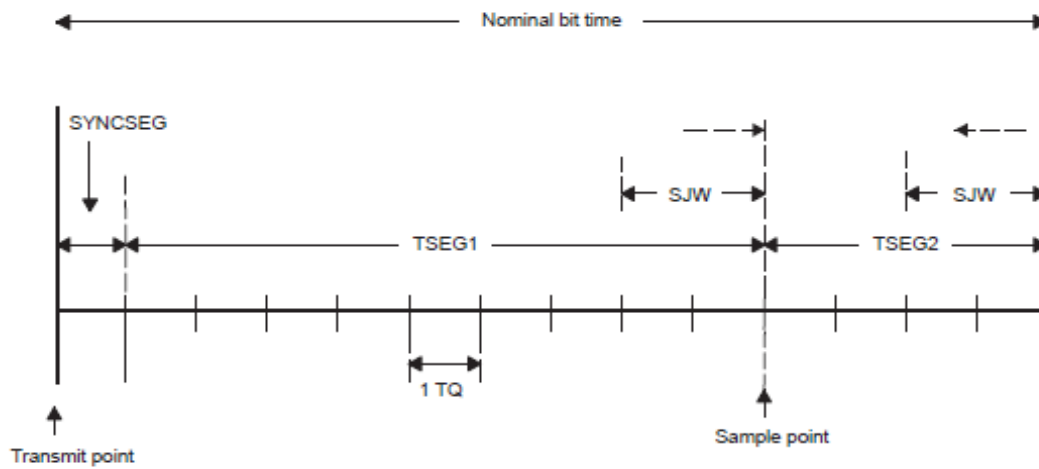 Nominal bit time
SYNCSEG
SJW
SJW
TSEG1
TSEG2
1 TQ
Transmit point
Sample point